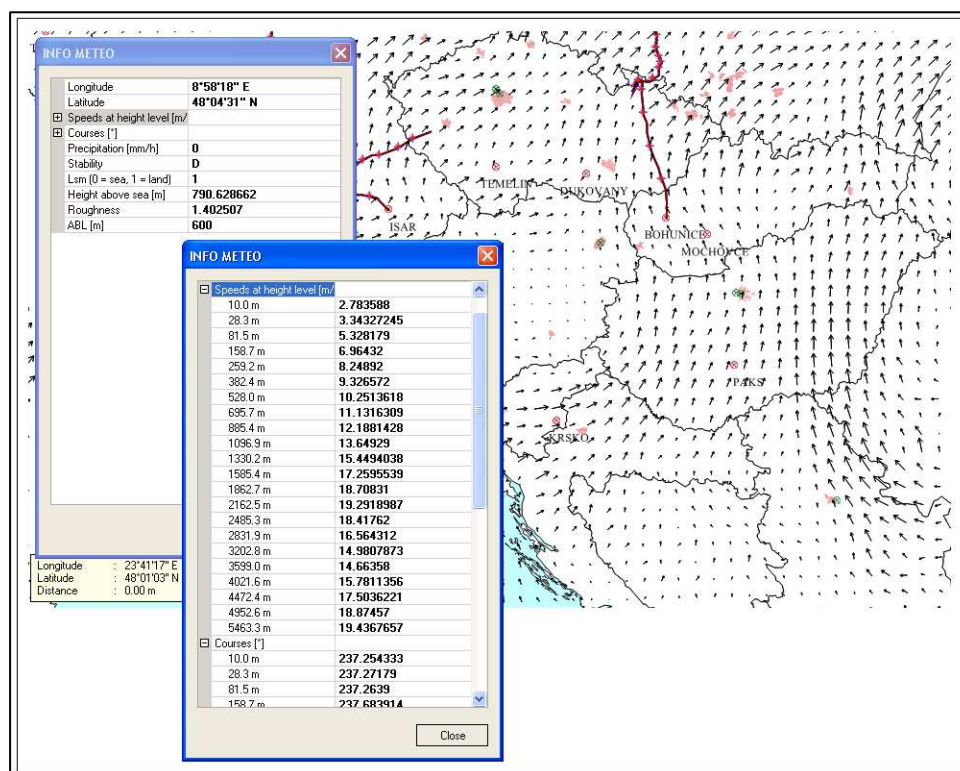 INFO METEO
Longitude 8°58'18'' E
Latitude 48°04'31'' N
Speeds at height level [m/
Courses [°]
Precipitation [mm/h] 0
Stability D
Lsm (0 = sea, 1 = land) 1
Height above sea [m] 790.628662
Roughness 1.402507
ABL [m] 600
TEMELIN
DUKOVANY
ISAR
BOHUNICE
MOCHOVCE
PAKS
KRSKO
INFO METEO
Speeds at height level [m/
10.0 m 2.783588
28.3 m 3.34327245
81.5 m 5.328179
158.7 m 6.96432
259.2 m 8.24892
382.4 m 9.326572
528.0 m 10.2513618
695.7 m 11.1316309
885.4 m 12.1881428
1096.9 m 13.64929
1330.2 m 15.4494038
1585.4 m 17.2595539
1862.7 m 18.70831
2162.5 m 19.2918987
2485.3 m 18.41762
2831.9 m 16.564312
3202.8 m 14.9807873
3599.0 m 14.66358
4021.6 m 15.7811356
4472.4 m 17.5036221
4952.6 m 18.87457
5463.3 m 19.4367657
Courses [°]
10.0 m 237.254333
28.3 m 237.27179
81.5 m 237.2639
158.7 m 237.683914
Close
Longitude : 23°41'17'' E
Latitude : 48°01'03'' N
Distance : 0.00 m